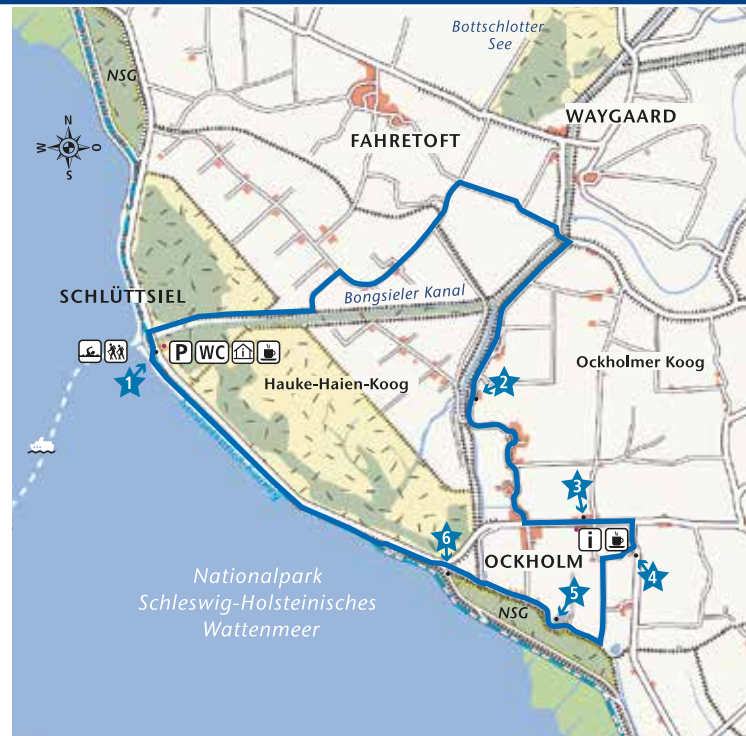 Bottschlotter
See
NSG
WAYGAARD
FAHRETOFT
N
W
O
S
SCHLÜTTSIEL
Bongsieler Kanal
P
WC
Hauke-Haien-Koog
Ockholmer Koog
1
2
3
6
i
OCKHOLM
4
5
NSG
Nationalpark
Schleswig-Holsteinisches
Wattenmeer